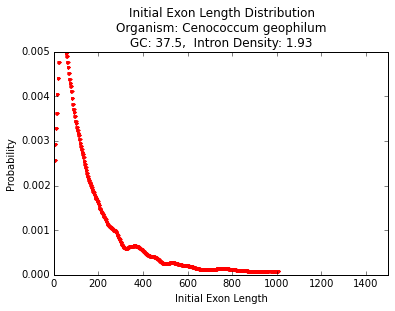 Initial Exon Length Distribution
Organism: Cenococcum geophilum
GC: 37.5,  Intron Density: 1.93
0.005
0.004
0.003
0.002
0.001
0.000
Probability
0 200 400 600 800 1000 1200 1400
Initial Exon Length